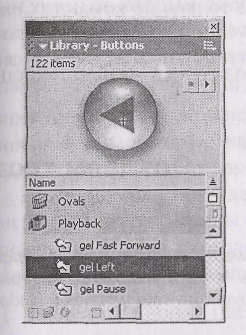 Library - Buttons
122 items
Name
Ovals
Playback
gel Fast Forward
gel Left
gel Pause